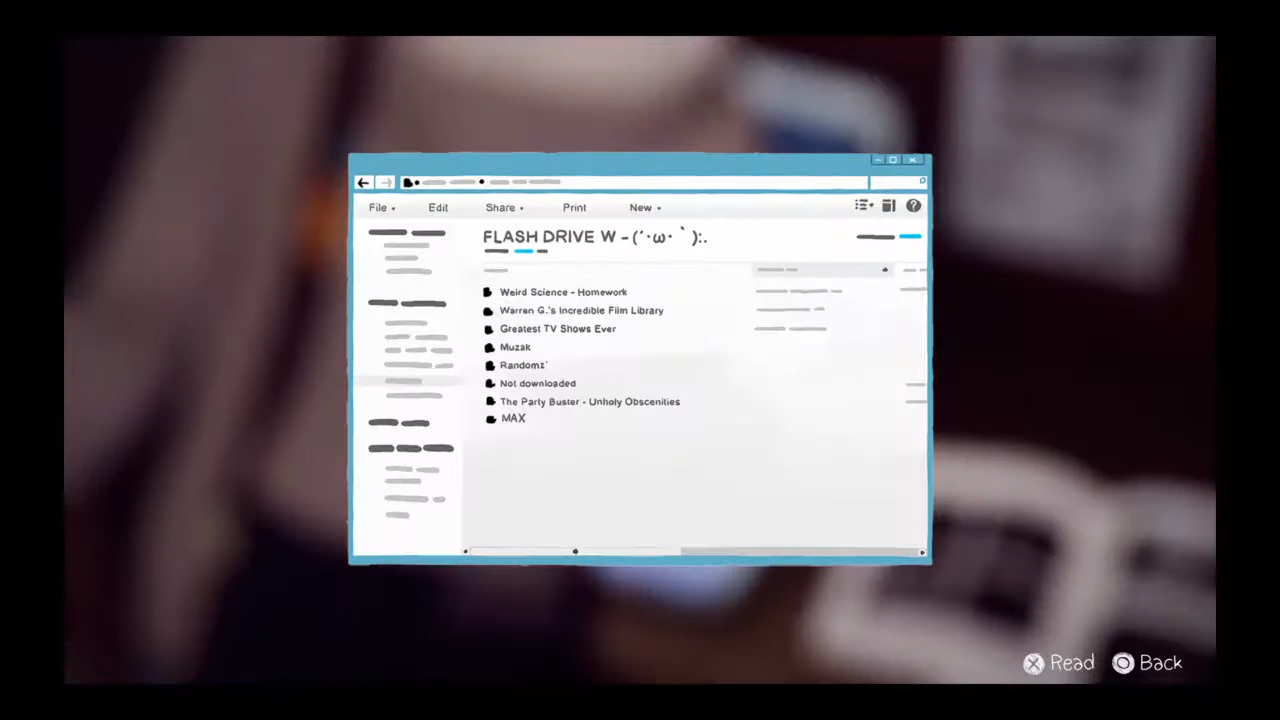 File Edit Share Print New
FLASH DRIVE W - (´･ω･｀):.
Weird Science - Homework
Warren G.'s Incredible Film Library
Greatest TV Shows Ever
Muzak
Randomz'
Not downloaded
The Party Buster - Unholy Obscenities
MAX
Read Back